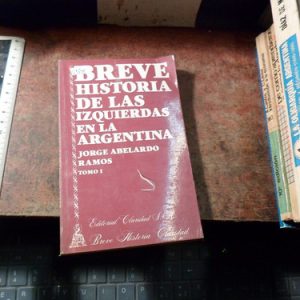 BREVE
HISTORIA
DE LAS
IZQUIERDAS
EN LA
ARGENTINA
JORGE ABELARDO
RAMOS
TOMO I
Editorial Claridad S.A.
Breve Historia Claridad